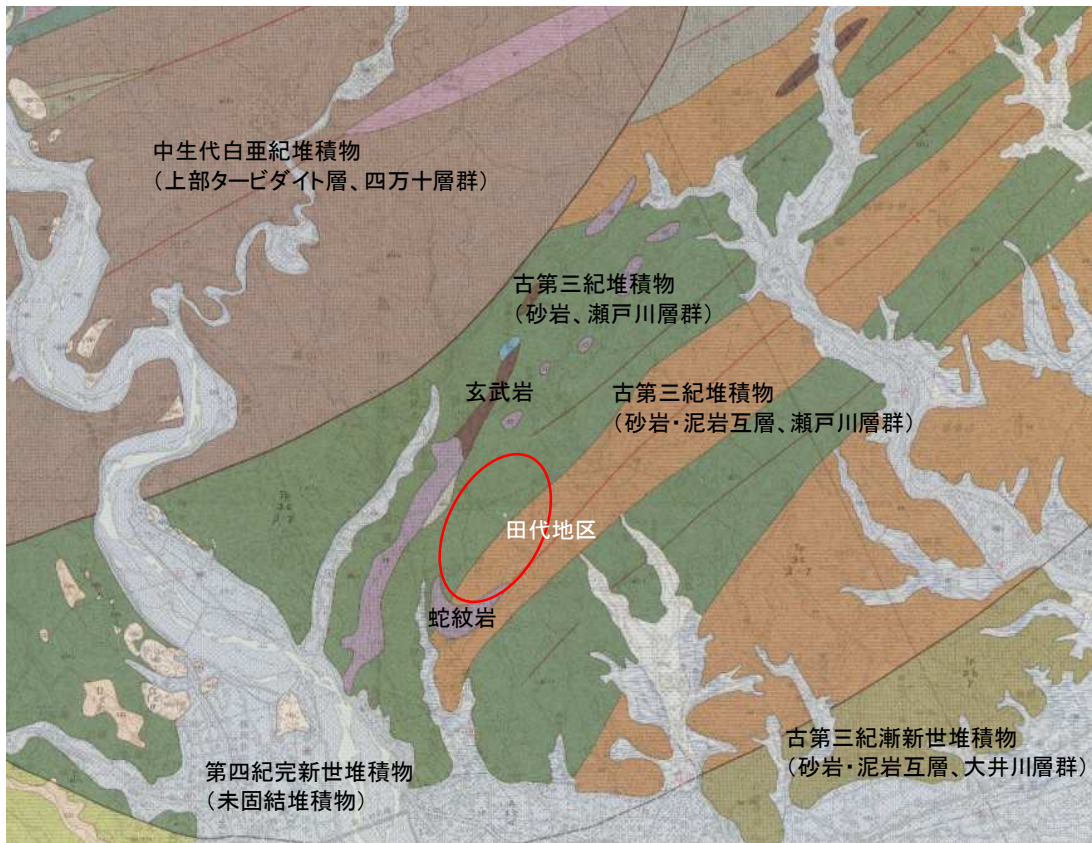 中生代白亜紀堆積物
(上部タービダイト層、四万十層群)
古第三紀堆積物
(砂岩、瀬戸川層群)
玄武岩
古第三紀堆積物
(砂岩・泥岩互層、瀬戸川層群)
田代地区
蛇紋岩
古第三紀漸新世堆積物
(砂岩・泥岩互層、大井川層群)
第四紀完新世堆積物
(未固結堆積物)